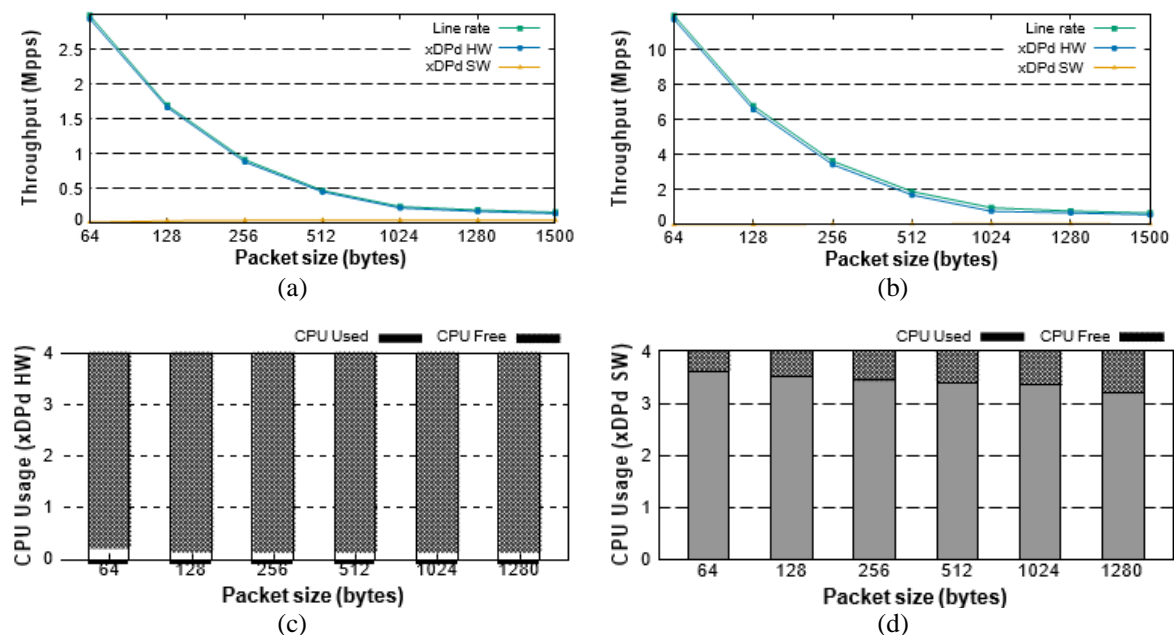 Throughput (Mpps)
2.5
2
1.5
1
0.5
0
64 128 256 512 1024 1280 1500
Packet size (bytes)
Line rate
xDPd HW
xDPd SW
(a)
Throughput (Mpps)
10
8
6
4
2
0
64 128 256 512 1024 1280 1500
Packet size (bytes)
Line rate
xDPd HW
xDPd SW
(b)
CPU Used CPU Free
CPU Usage (xDPd HW)
4
3
2
1
0
64 128 256 512 1024 1280
Packet size (bytes)
(c)
CPU Used CPU Free
CPU Usage (xDPd SW)
4
3
2
1
0
64 128 256 512 1024 1280
Packet size (bytes)
(d)